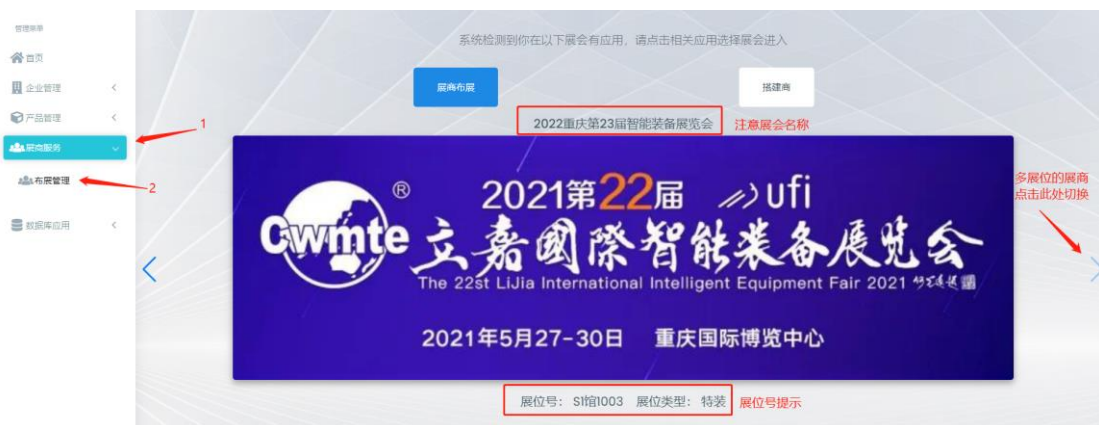 管理菜单
首页
企业管理
产品管理
展商服务
布展管理
数据库应用
1
2
系统检测到你在以下展会有应用，请点击相关应用选择展会进入
展商布展
搭建商
2022重庆第23届智能装备展览会
注意展会名称
多展位的展商
点击此处切换
2021第22届 ufi
®
Cwmte
立嘉國際智能装备展览会
The 22st LiJia International Intelligent Equipment Fair 2021
2021年5月27-30日 重庆国际博览中心
展位号： S1馆1003 展位类型： 特装
展位号提示